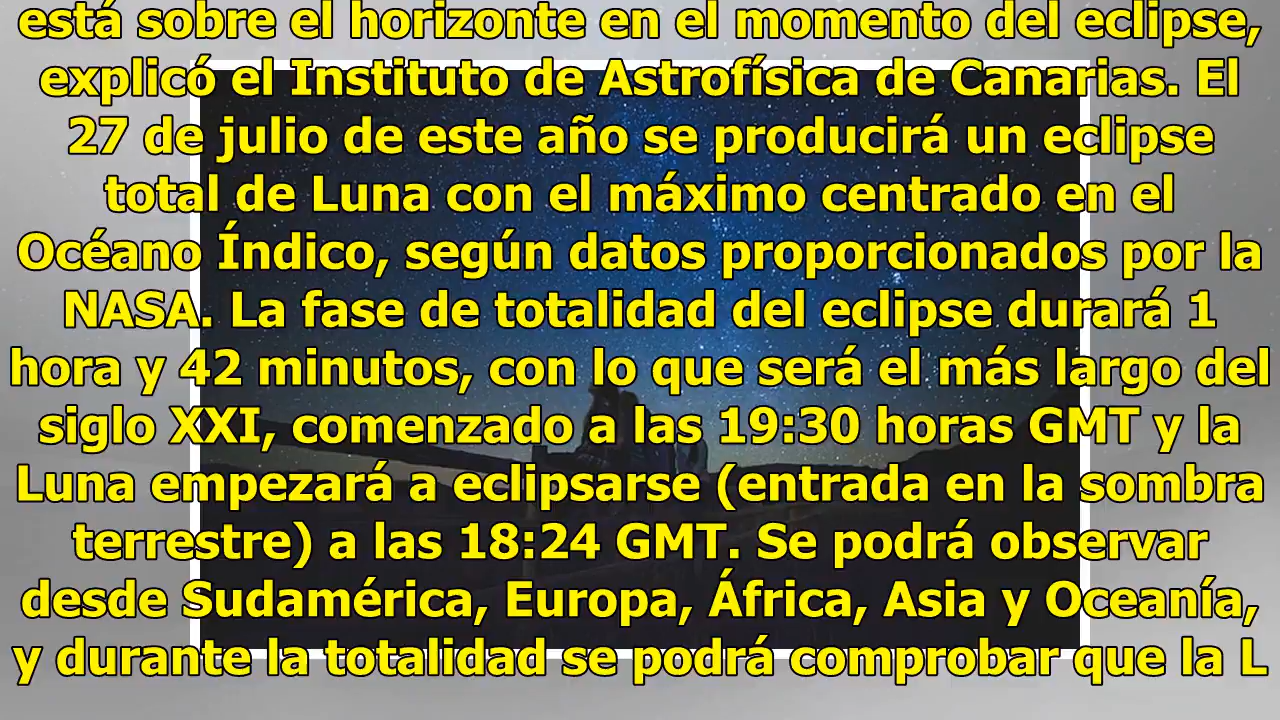 está sobre el horizonte en el momento del eclipse,
explicó el Instituto de Astrofísica de Canarias. El
27 de julio de este año se producirá un eclipse
total de Luna con el máximo centrado en el
Océano Índico, según datos proporcionados por la
NASA. La fase de totalidad del eclipse durará 1
hora y 42 minutos, con lo que será el más largo del
siglo XXI, comenzado a las 19:30 horas GMT y la
Luna empezará a eclipsarse (entrada en la sombra
terrestre) a las 18:24 GMT. Se podrá observar
desde Sudamérica, Europa, África, Asia y Oceanía,
y durante la totalidad se podrá comprobar que la L